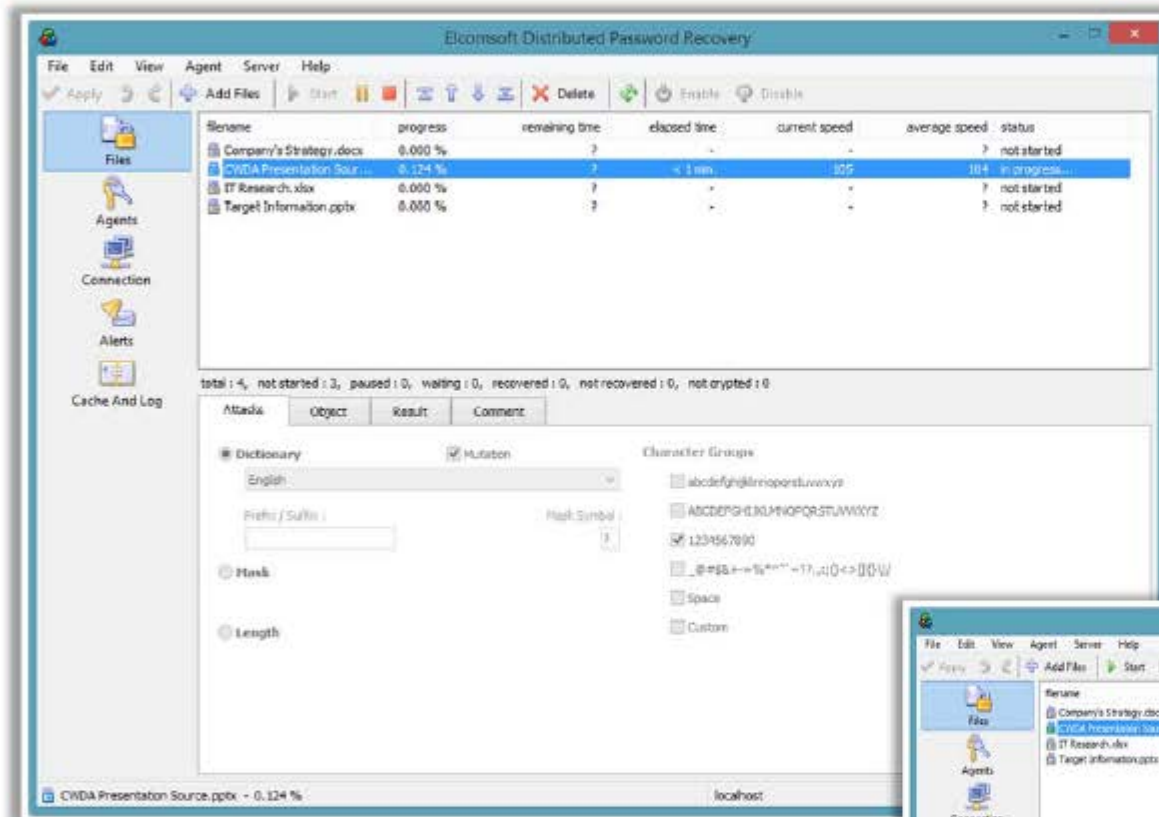 Elcomsoft Distributed Password Recovery
File Edit View Agent Server Help
Apply Add Files Start Delete Enable Disable
filename progress remaining time elapsed time current speed average speed status
Company's Strategy.docx 0.000 % ? - - ? not started
CWDA Presentation Sour... 0.124 % ? < 1 min. 105 104 in progress...
IT Research.xlsx 0.000 % ? - - ? not started
Target Information.pptx 0.000 % ? - - ? not started
Files
Agents
Connection
Alerts
Cache And Log
total : 4, not started : 3, paused : 0, waiting : 0, recovered : 0, not recovered : 0, not crypted : 0
Attacks Object Result Comment
Dictionary Mutation Character Groups
English
abcdefghijklmnopqrstuvwxyz
Prefix / Suffix : Mask Symbol :
ABCDEFGHIJKLMNOPQRSTUVWXYZ
1234567890
Mask
Space
Length
Custom
CWDA Presentation Source.pptx - 0.124 % localhost
File Edit View Agent Server Help
Apply Add Files Start
filename
Files
Company's Strategy.doc
CWDA Presentation Sour
IT Research.xlsx
Target Information.pptx
Agents
Connection